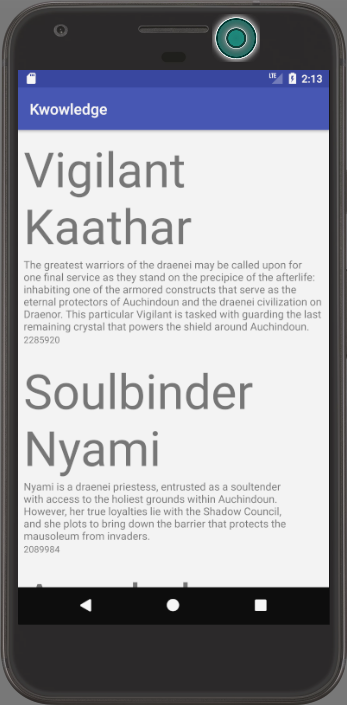 LTE 2:13
Kwowledge
Vigilant
Kaathar
The greatest warriors of the draenei may be called upon for
one final service as they stand on the precipice of the afterlife:
inhabiting one of the armored constructs that serve as the
eternal protectors of Auchindoun and the draenei civilization on
Draenor. This particular Vigilant is tasked with guarding the last
remaining crystal that powers the shield around Auchindoun.
2285920
Soulbinder
Nyami
Nyami is a draenei priestess, entrusted as a soultender
with access to the holiest grounds within Auchindoun.
However, her true loyalties lie with the Shadow Council,
and she plots to bring down the barrier that protects the
mausoleum from invaders.
2089984